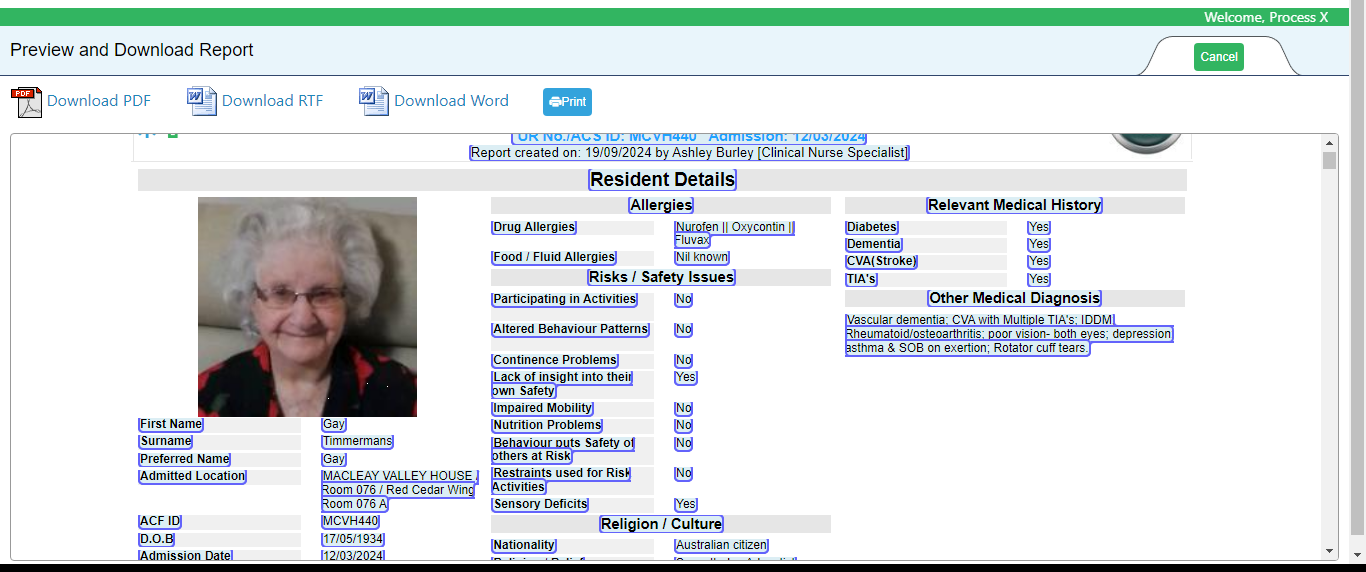 Welcome, Process X
Preview and Download Report
Cancel
PDF
Download PDF
Download RTF
Download Word
Print
UR No./ACS ID: MCVH440 Admission: 12/03/2024
Report created on: 19/09/2024 by Ashley Burley [Clinical Nurse Specialist]
Resident Details
First Name Gay
Surname Timmermans
Preferred Name Gay
Admitted Location MACLEAY VALLEY HOUSE ,
Room 076 / Red Cedar Wing
Room 076 A
ACF ID MCVH440
D.O.B 17/05/1934
Admission Date 12/03/2024
Allergies
Drug Allergies Nurofen || Oxycontin ||
Fluvax
Food / Fluid Allergies Nil known
Risks / Safety Issues
Participating in Activities No
Altered Behaviour Patterns No
Continence Problems No
Lack of insight into their Yes
own Safety
Impaired Mobility No
Nutrition Problems No
Behaviour puts Safety of No
others at Risk
Restraints used for Risk No
Activities
Sensory Deficits Yes
Religion / Culture
Nationality Australian citizen
Relevant Medical History
Diabetes Yes
Dementia Yes
CVA(Stroke) Yes
TIA's Yes
Other Medical Diagnosis
Vascular dementia; CVA with Multiple TIA's; IDDM
Rheumatoid/osteoarthritis; poor vision- both eyes; depression
asthma & SOB on exertion; Rotator cuff tears.